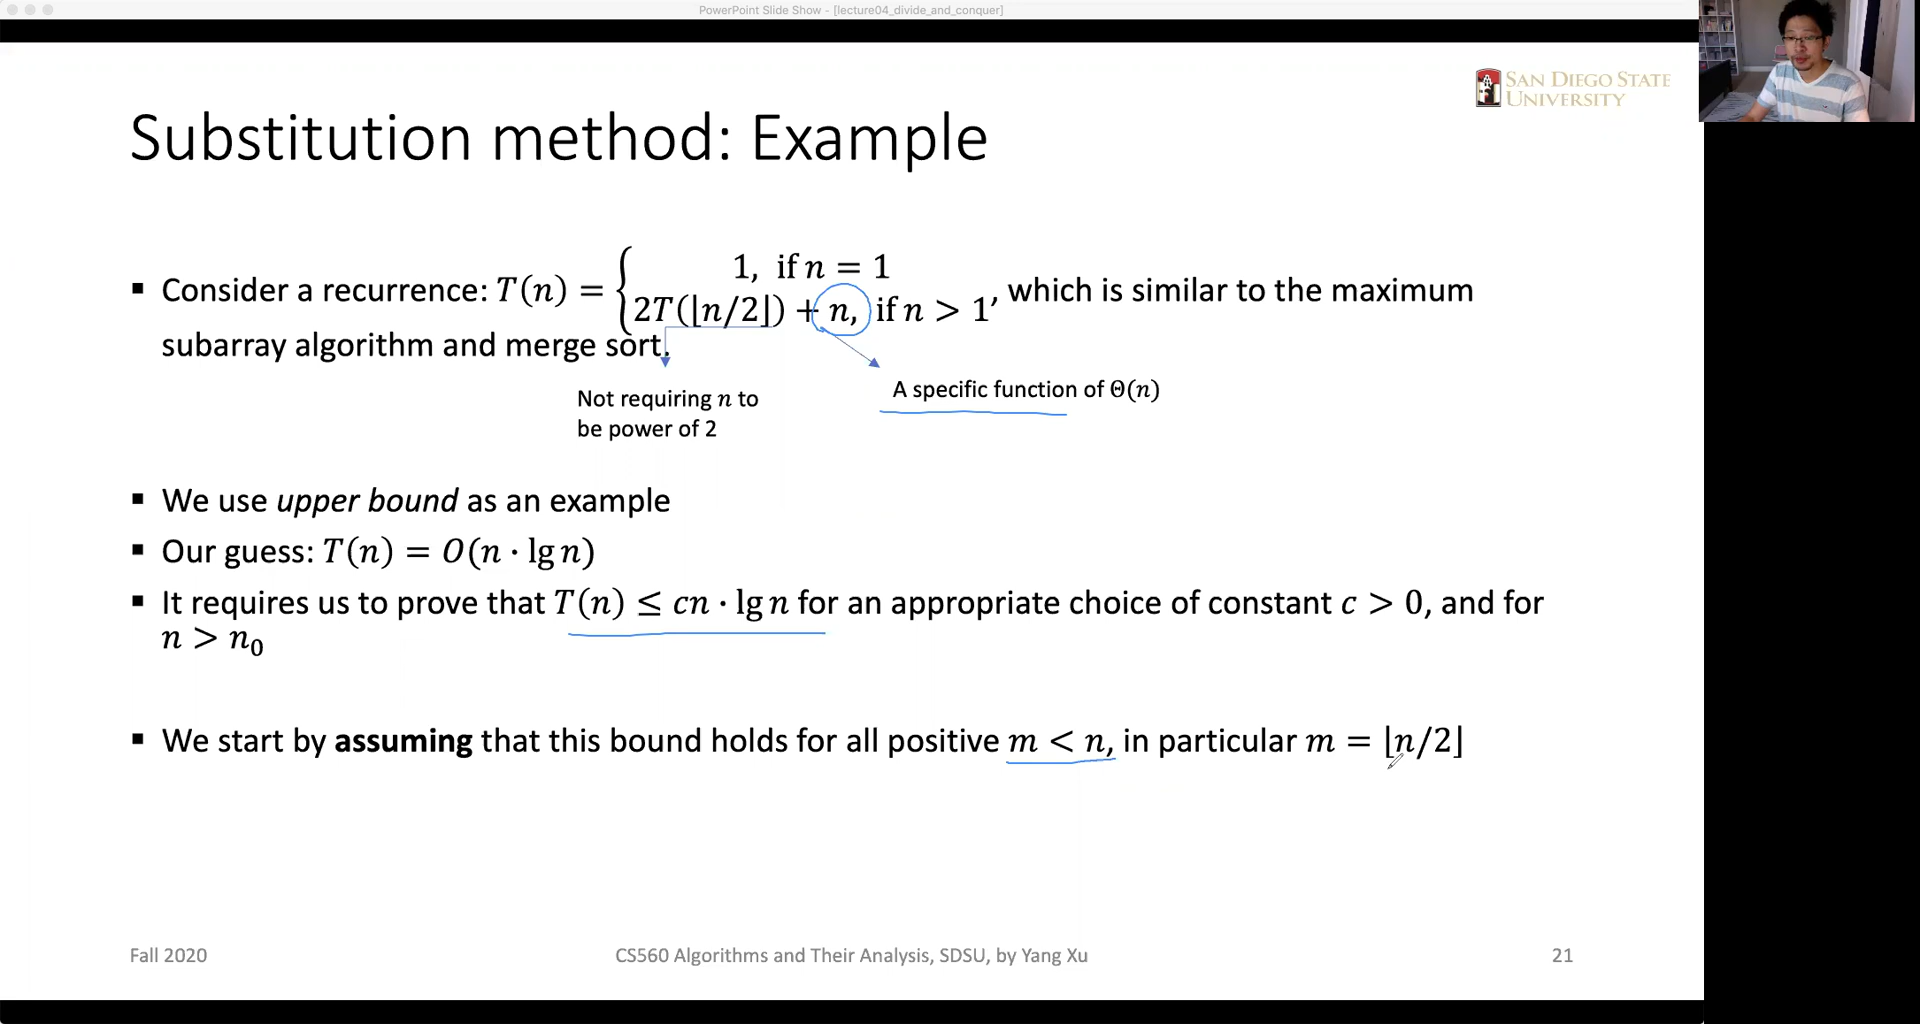 PowerPoint Slide Show - [lecture04_divide_and_conquer]
SAN DIEGO STATE
UNIVERSITY
Substitution method: Example
1, if n = 1
▪ Consider a recurrence: T(n) = { 2T(⌊n/2⌋) + n, if n > 1 , which is similar to the maximum
subarray algorithm and merge sort.
A specific function of Θ(n)
Not requiring n to
be power of 2
▪ We use upper bound as an example
▪ Our guess: T(n) = O(n · lg n)
▪ It requires us to prove that T(n) ≤ cn · lg n for an appropriate choice of constant c > 0, and for
n > n₀
▪ We start by assuming that this bound holds for all positive m < n, in particular m = ⌊n/2⌋
Fall 2020
CS560 Algorithms and Their Analysis, SDSU, by Yang Xu
21